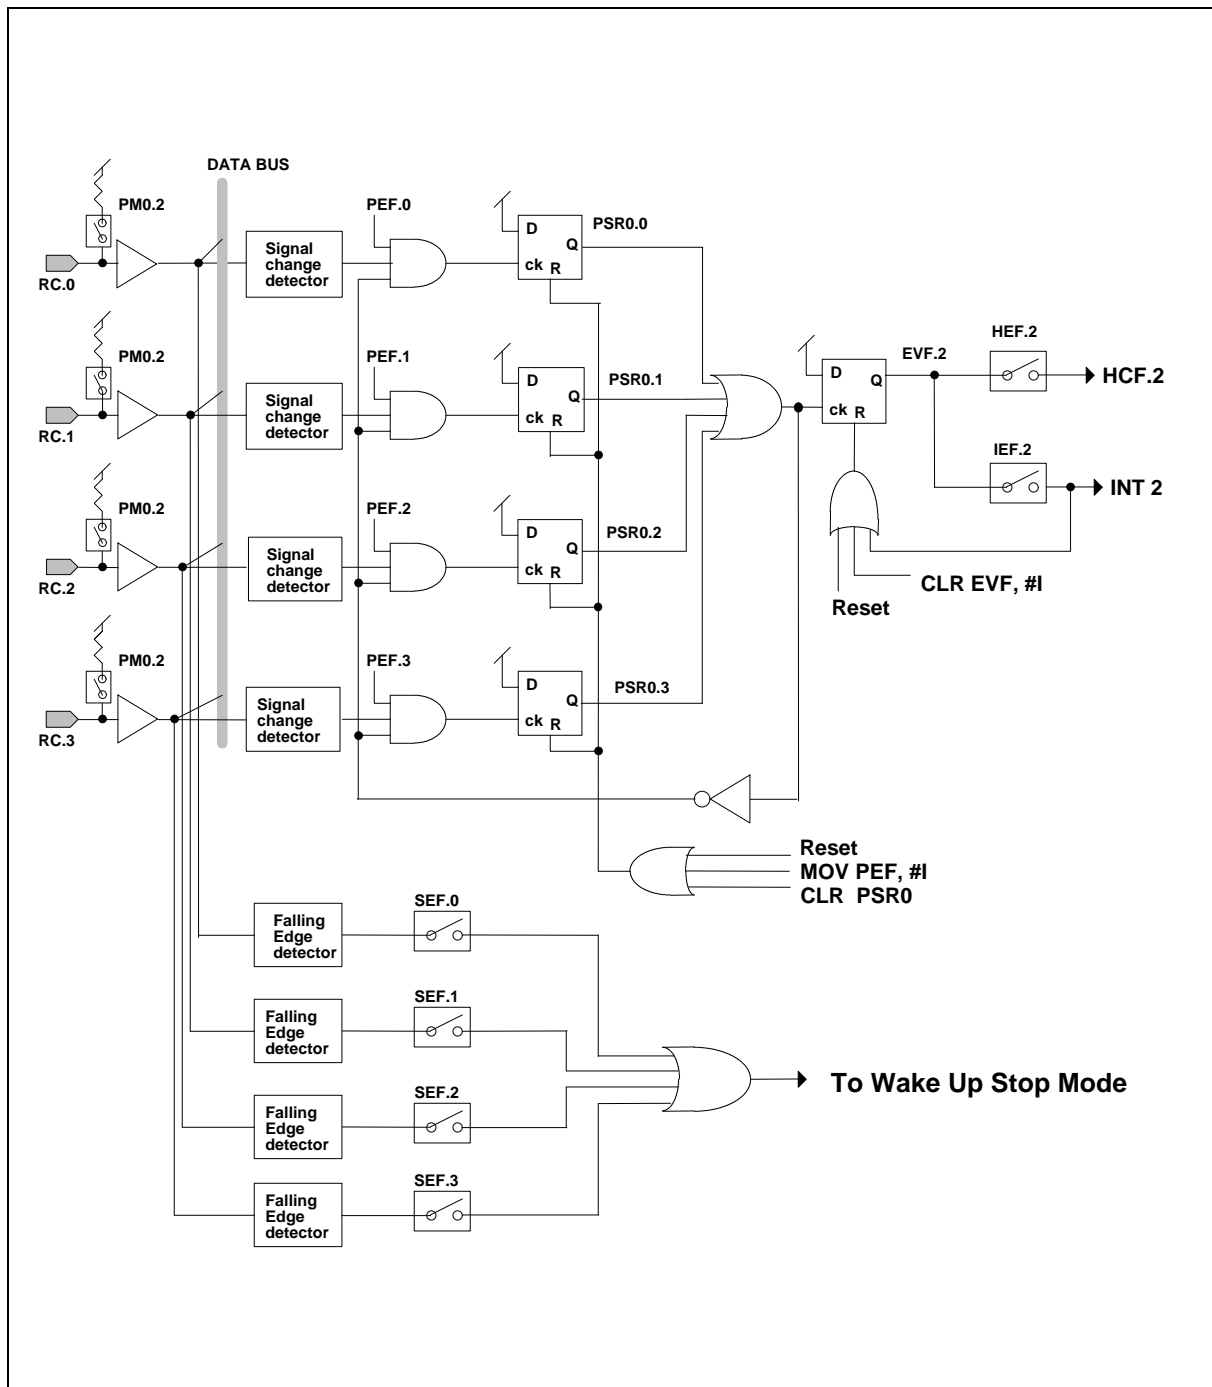 DATA BUS
PM0.2
RC.0
Signal
change
detector
PEF.0
D
Q
ck
R
PSR0.0
PM0.2
RC.1
Signal
change
detector
PEF.1
D
Q
ck
R
PSR0.1
PM0.2
RC.2
Signal
change
detector
PEF.2
D
Q
ck
R
PSR0.2
PM0.2
RC.3
Signal
change
detector
PEF.3
D
Q
ck
R
PSR0.3
D
Q
ck
R
EVF.2
HEF.2
HCF.2
IEF.2
INT 2
CLR EVF, #I
Reset
Reset
MOV PEF, #I
CLR PSR0
Falling
Edge
detector
SEF.0
Falling
Edge
detector
SEF.1
Falling
Edge
detector
SEF.2
Falling
Edge
detector
SEF.3
To Wake Up Stop Mode